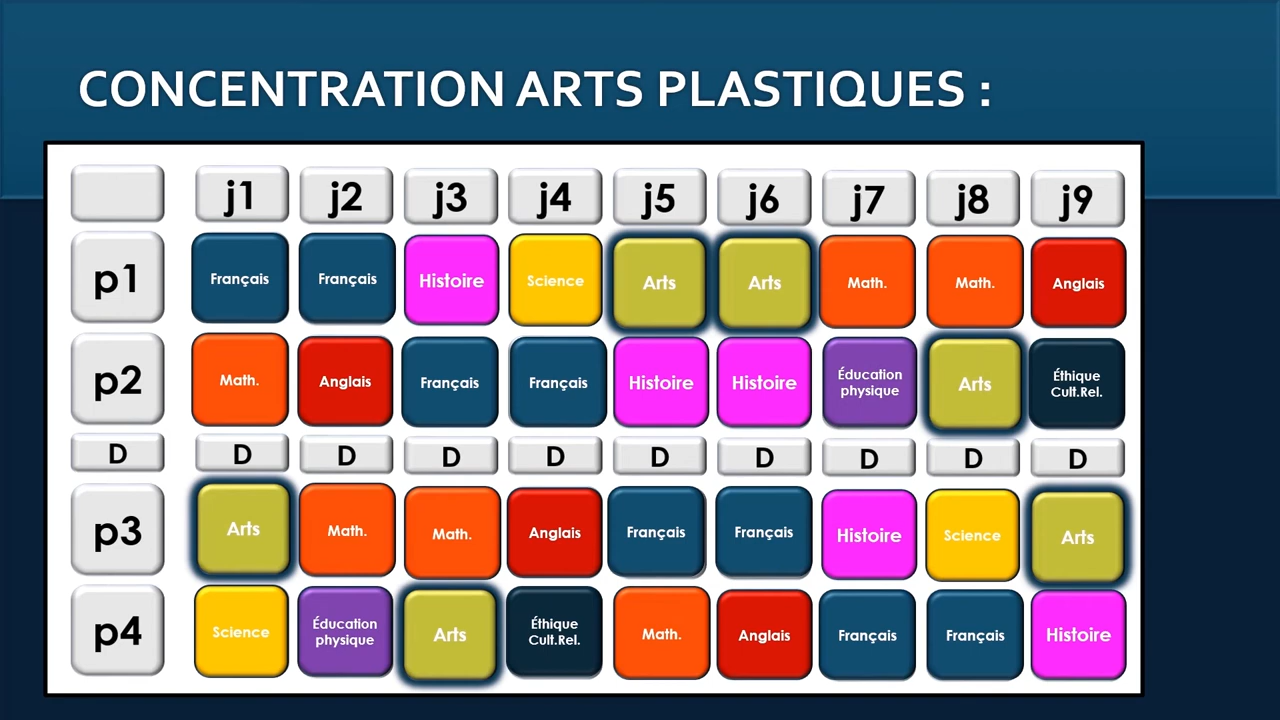 CONCENTRATION ARTS PLASTIQUES :
j1 j2 j3 j4 j5 j6 j7 j8 j9
p1 Français Français Histoire Science Arts Arts Math. Math. Anglais
p2 Math. Anglais Français Français Histoire Histoire Éducation physique Arts Éthique Cult.Rel.
D D D D D D D D D D
p3 Arts Math. Math. Anglais Français Français Histoire Science Arts
p4 Science Éducation physique Arts Éthique Cult.Rel. Math. Anglais Français Français Histoire